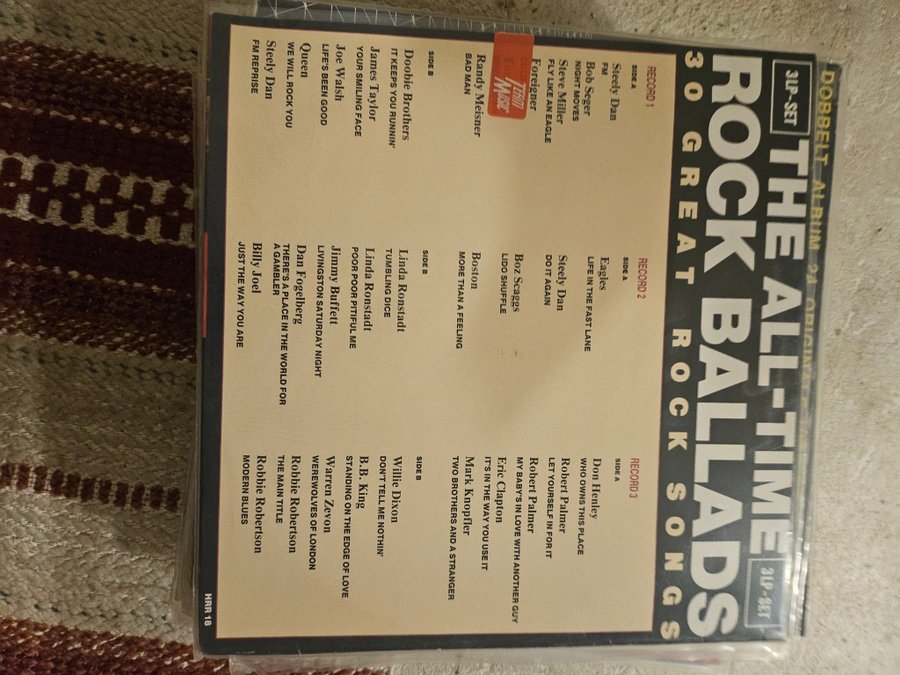 DOBBELT ALBUM 24
3LP-SET
THE ALL-TIME
3LP-SET
ROCK BALLADS
30 GREAT ROCK SONGS
RECORD 1
SIDE A
Steely Dan
FM
Bob Seger
NIGHT MOVES
Steve Miller
FLY LIKE AN EAGLE
Foreigner
TEAM
MUSIC
Randy Meisner
BAD MAN
SIDE B
Doobie Brothers
IT KEEPS YOU RUNNIN'
James Taylor
YOUR SMILING FACE
Joe Walsh
LIFE'S BEEN GOOD
Queen
WE WILL ROCK YOU
Steely Dan
FM REPRISE
RECORD 2
SIDE A
Eagles
LIFE IN THE FAST LANE
Steely Dan
DO IT AGAIN
Boz Scaggs
LIDO SHUFFLE
Boston
MORE THAN A FEELING
SIDE B
Linda Ronstadt
TUMBLING DICE
Linda Ronstadt
POOR POOR PITIFUL ME
Jimmy Buffett
LIVINGSTON SATURDAY NIGHT
Dan Fogelberg
THERE'S A PLACE IN THE WORLD FOR
A GAMBLER
Billy Joel
JUST THE WAY YOU ARE
RECORD 3
SIDE A
Don Henley
WHO OWNS THIS PLACE
Robert Palmer
LET YOURSELF IN FOR IT
Robert Palmer
MY BABY'S IN LOVE WITH ANOTHER GUY
Eric Clapton
IT'S IN THE WAY YOU USE IT
Mark Knopfler
TWO BROTHERS AND A STRANGER
SIDE B
Willie Dixon
DON'T TELL ME NOTHIN'
B.B. King
STANDING ON THE EDGE OF LOVE
Warren Zevon
WEREWOLVES OF LONDON
Robbie Robertson
THE MAIN TITLE
Robbie Robertson
MODERN BLUES
HRR 18